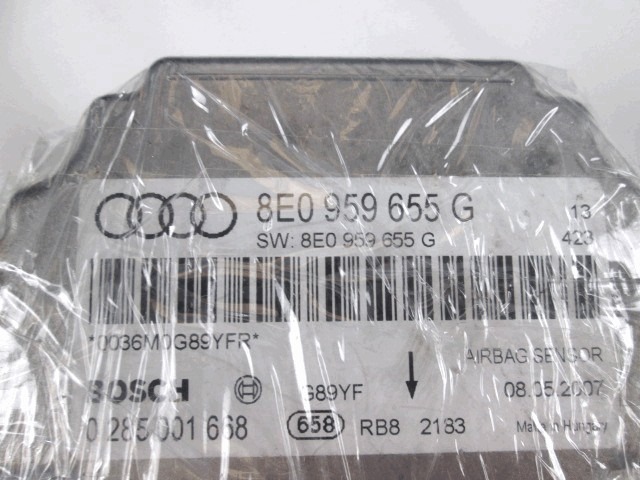 8E0 959 655 G 13
SW: 8E0 959 655 G 423
*0036M0G89YFR*
AIRBAG SENSOR
BOSCH G89YF 08.05.2007
0 285 001 668 658 RB8 2183 Made in Hungary